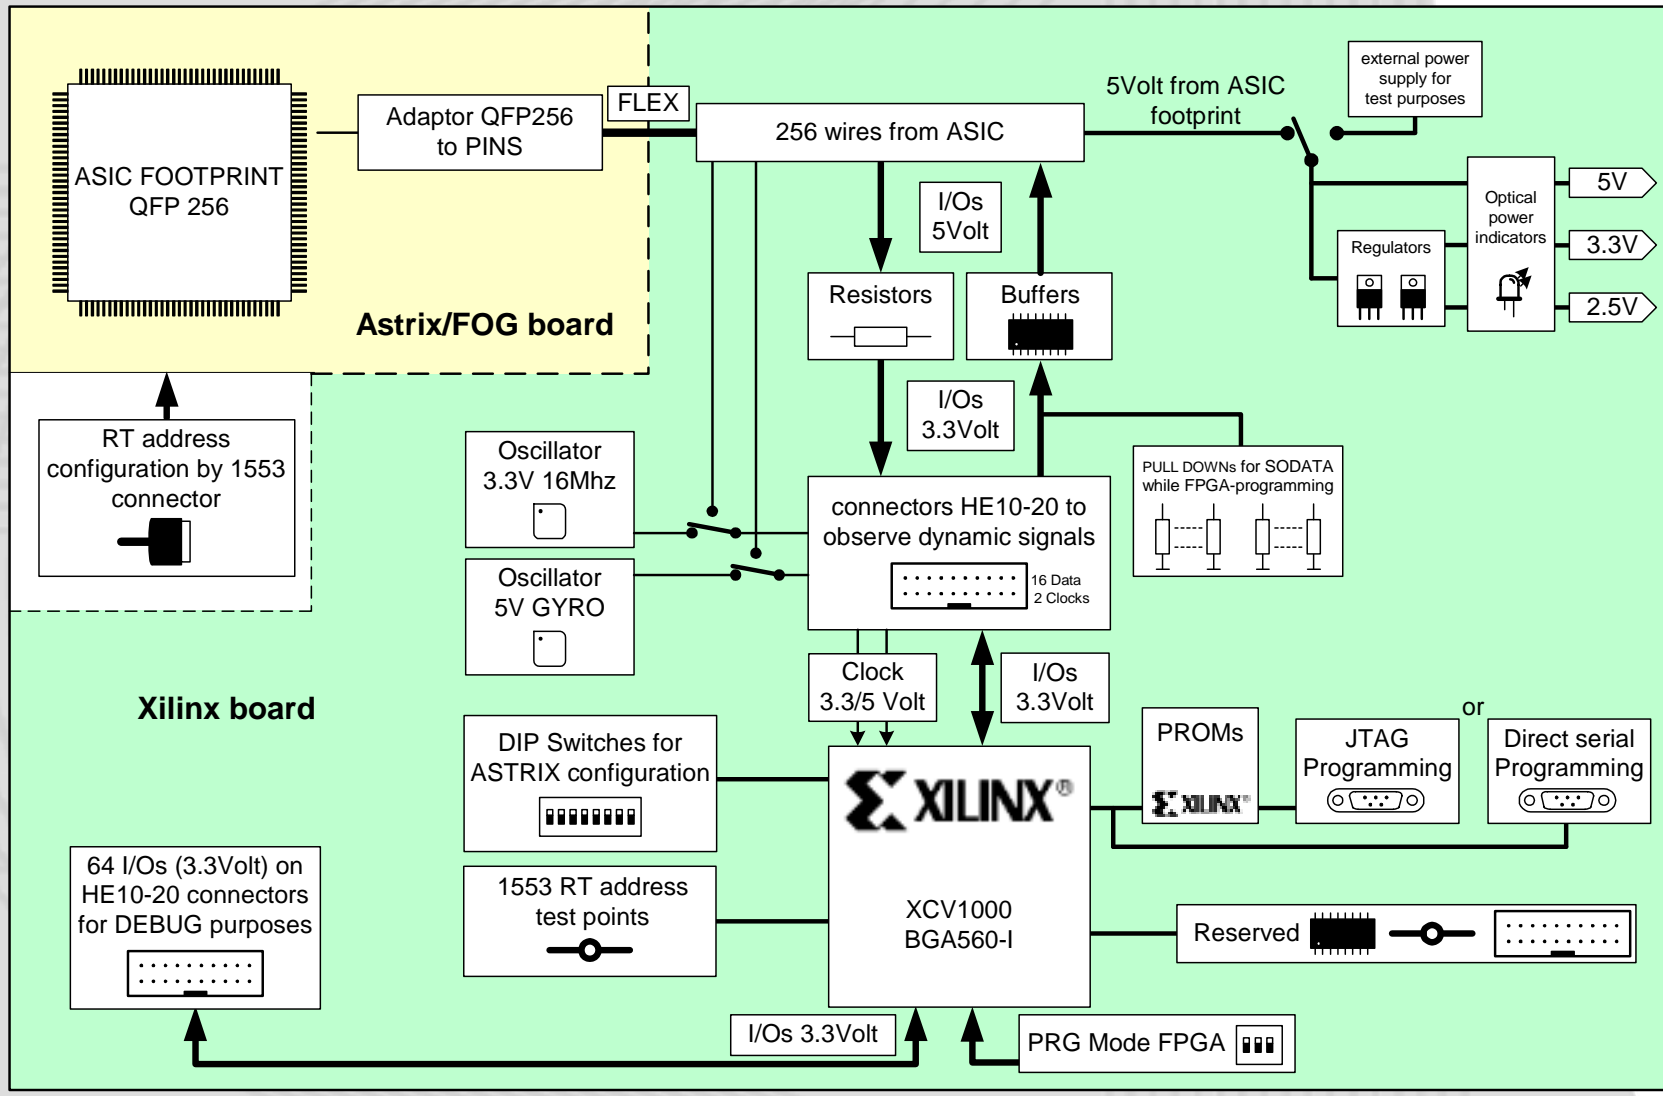 ASIC FOOTPRINT
QFP 256
Adaptor QFP256
to PINS
FLEX
256 wires from ASIC
5Volt from ASIC
footprint
external power
supply for
test purposes
Astrix/FOG board
I/Os
5Volt
Resistors
Buffers
Regulators
Optical
power
indicators
5V
3.3V
2.5V
RT address
configuration by 1553
connector
I/Os
3.3Volt
Oscillator
3.3V 16Mhz
Oscillator
5V GYRO
connectors HE10-20 to
observe dynamic signals
16 Data
2 Clocks
PULL DOWNs for SODATA
while FPGA-programming
Xilinx board
Clock
3.3/5 Volt
I/Os
3.3Volt
DIP Switches for
ASTRIX configuration
XILINX®
XCV1000
BGA560-I
PROMs
XILINX®
JTAG
Programming
or
Direct serial
Programming
64 I/Os (3.3Volt) on
HE10-20 connectors
for DEBUG purposes
1553 RT address
test points
Reserved
I/Os 3.3Volt
PRG Mode FPGA